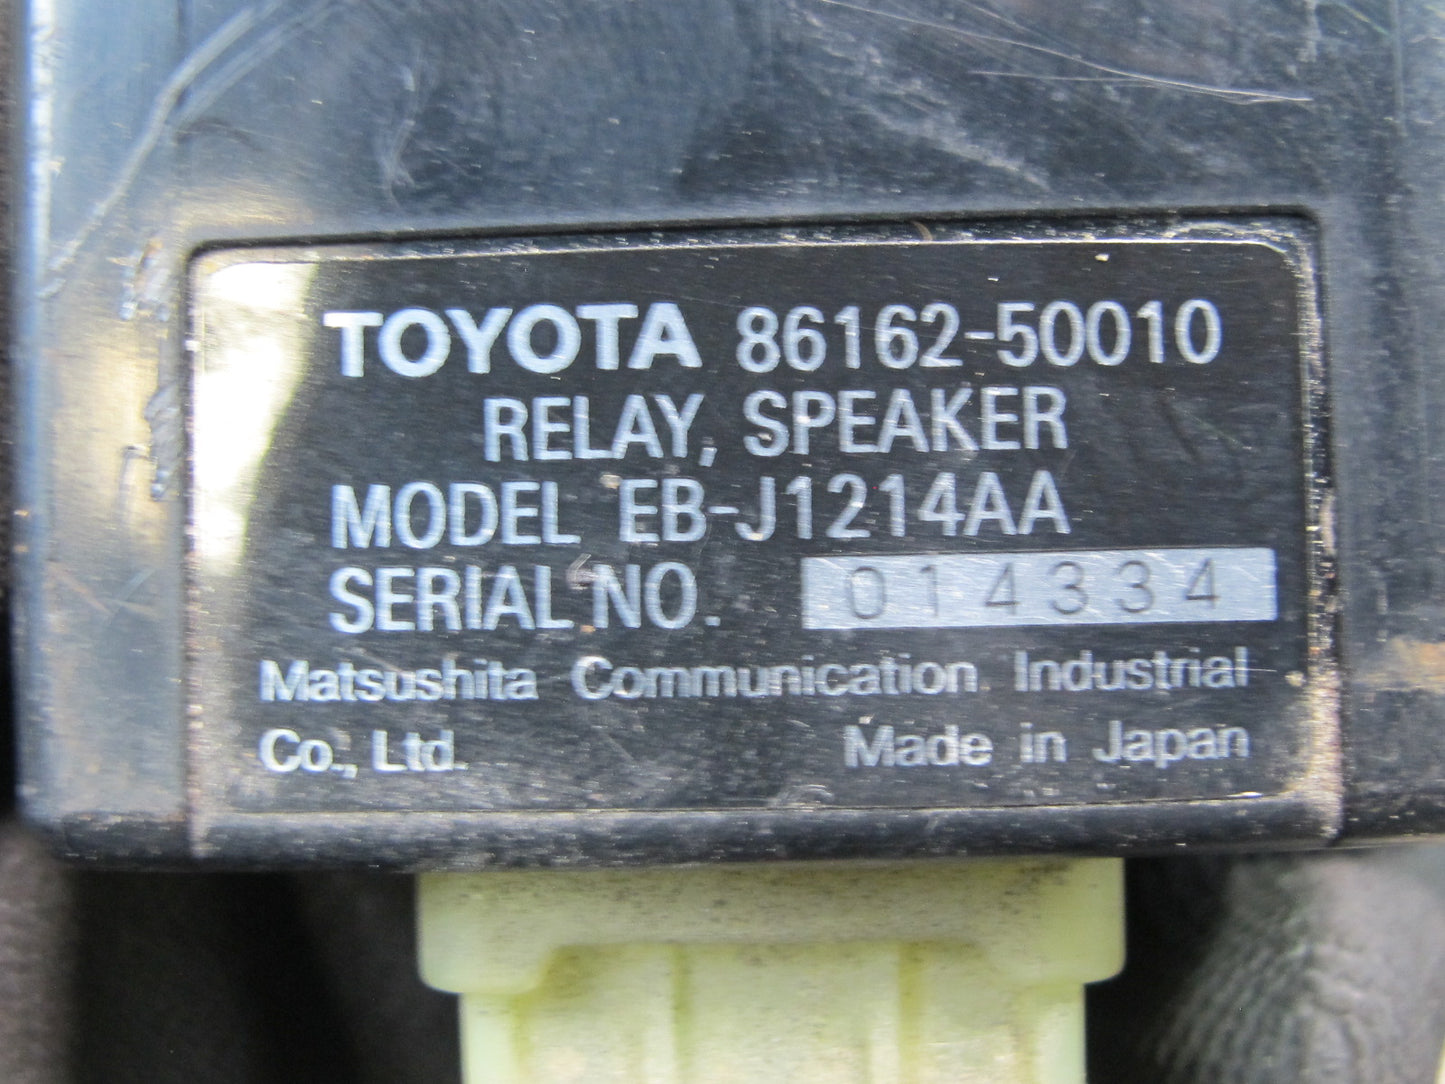 TOYOTA 86162-50010
RELAY, SPEAKER
MODEL EB-J1214AA
SERIAL NO. 014334
Matsushita Communication Industrial
Co., Ltd. Made in Japan